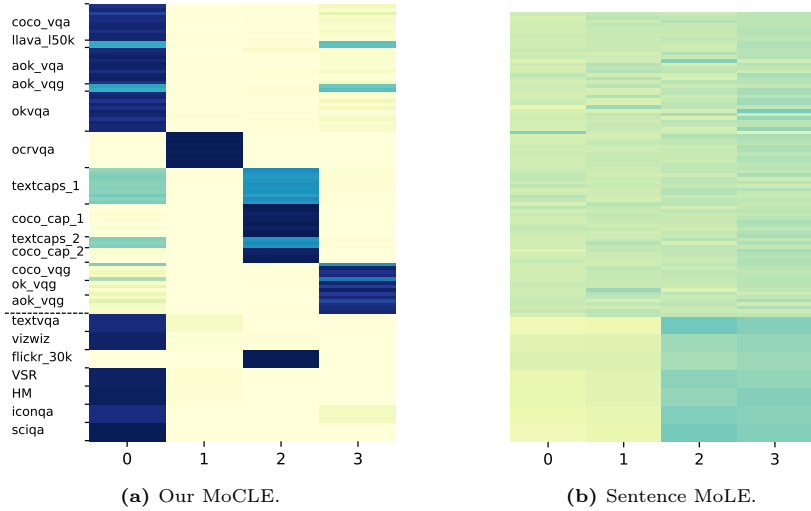 coco_vqa
llava_l50k
aok_vqa
aok_vqg
okvqa
ocrvqa
textcaps_1
coco_cap_1
textcaps_2
coco_cap_2
coco_vqg
ok_vqg
aok_vqg
textvqa
vizwiz
flickr_30k
VSR
HM
iconqa
sciqa
0 1 2 3
0 1 2 3
(a) Our MoCLE.
(b) Sentence MoLE.